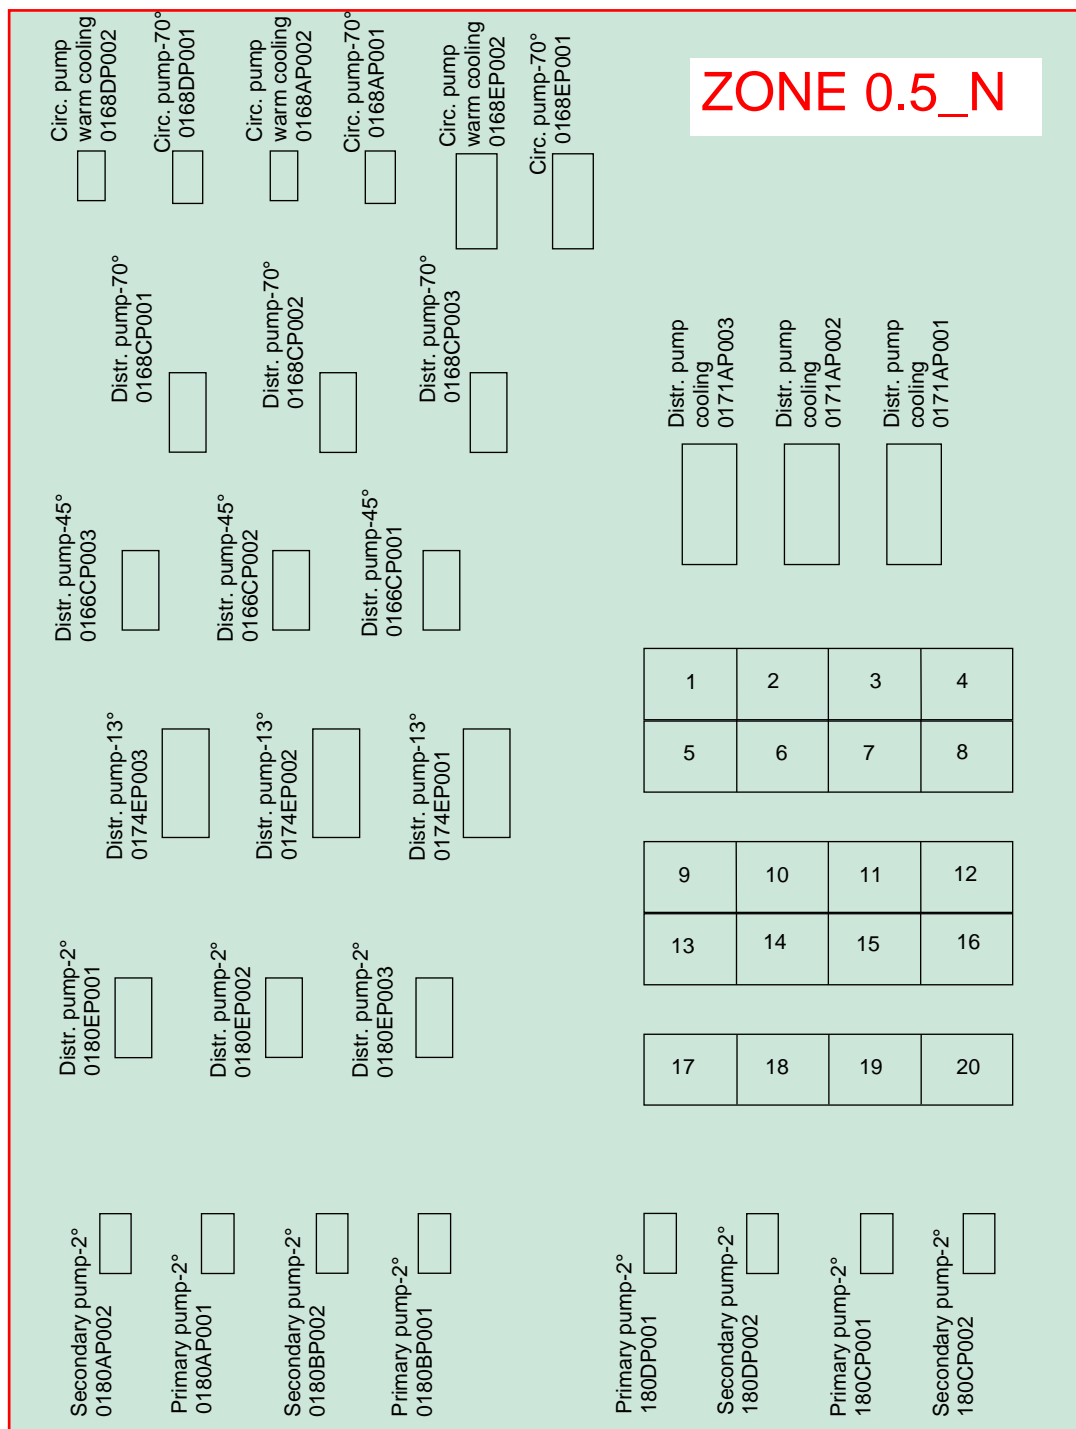 ZONE 0.5_N
Circ. pump
warm cooling
0168DP002
Circ. pump-70°
0168DP001
Circ. pump
warm cooling
0168AP002
Circ. pump-70°
0168AP001
Circ. pump
warm cooling
0168EP002
Circ. pump-70°
0168EP001
Distr. pump-70°
0168CP001
Distr. pump-70°
0168CP002
Distr. pump-70°
0168CP003
Distr. pump
cooling
0171AP003
Distr. pump
cooling
0171AP002
Distr. pump
cooling
0171AP001
Distr. pump-45°
0166CP003
Distr. pump-45°
0166CP002
Distr. pump-45°
0166CP001
1 2 3 4
5 6 7 8
Distr. pump-13°
0174EP003
Distr. pump-13°
0174EP002
Distr. pump-13°
0174EP001
9 10 11 12
13 14 15 16
Distr. pump-2°
0180EP001
Distr. pump-2°
0180EP002
Distr. pump-2°
0180EP003
17 18 19 20
Secondary pump-2°
0180AP002
Primary pump-2°
0180AP001
Secondary pump-2°
0180BP002
Primary pump-2°
0180BP001
Primary pump-2°
180DP001
Secondary pump-2°
180DP002
Primary pump-2°
180CP001
Secondary pump-2°
180CP002